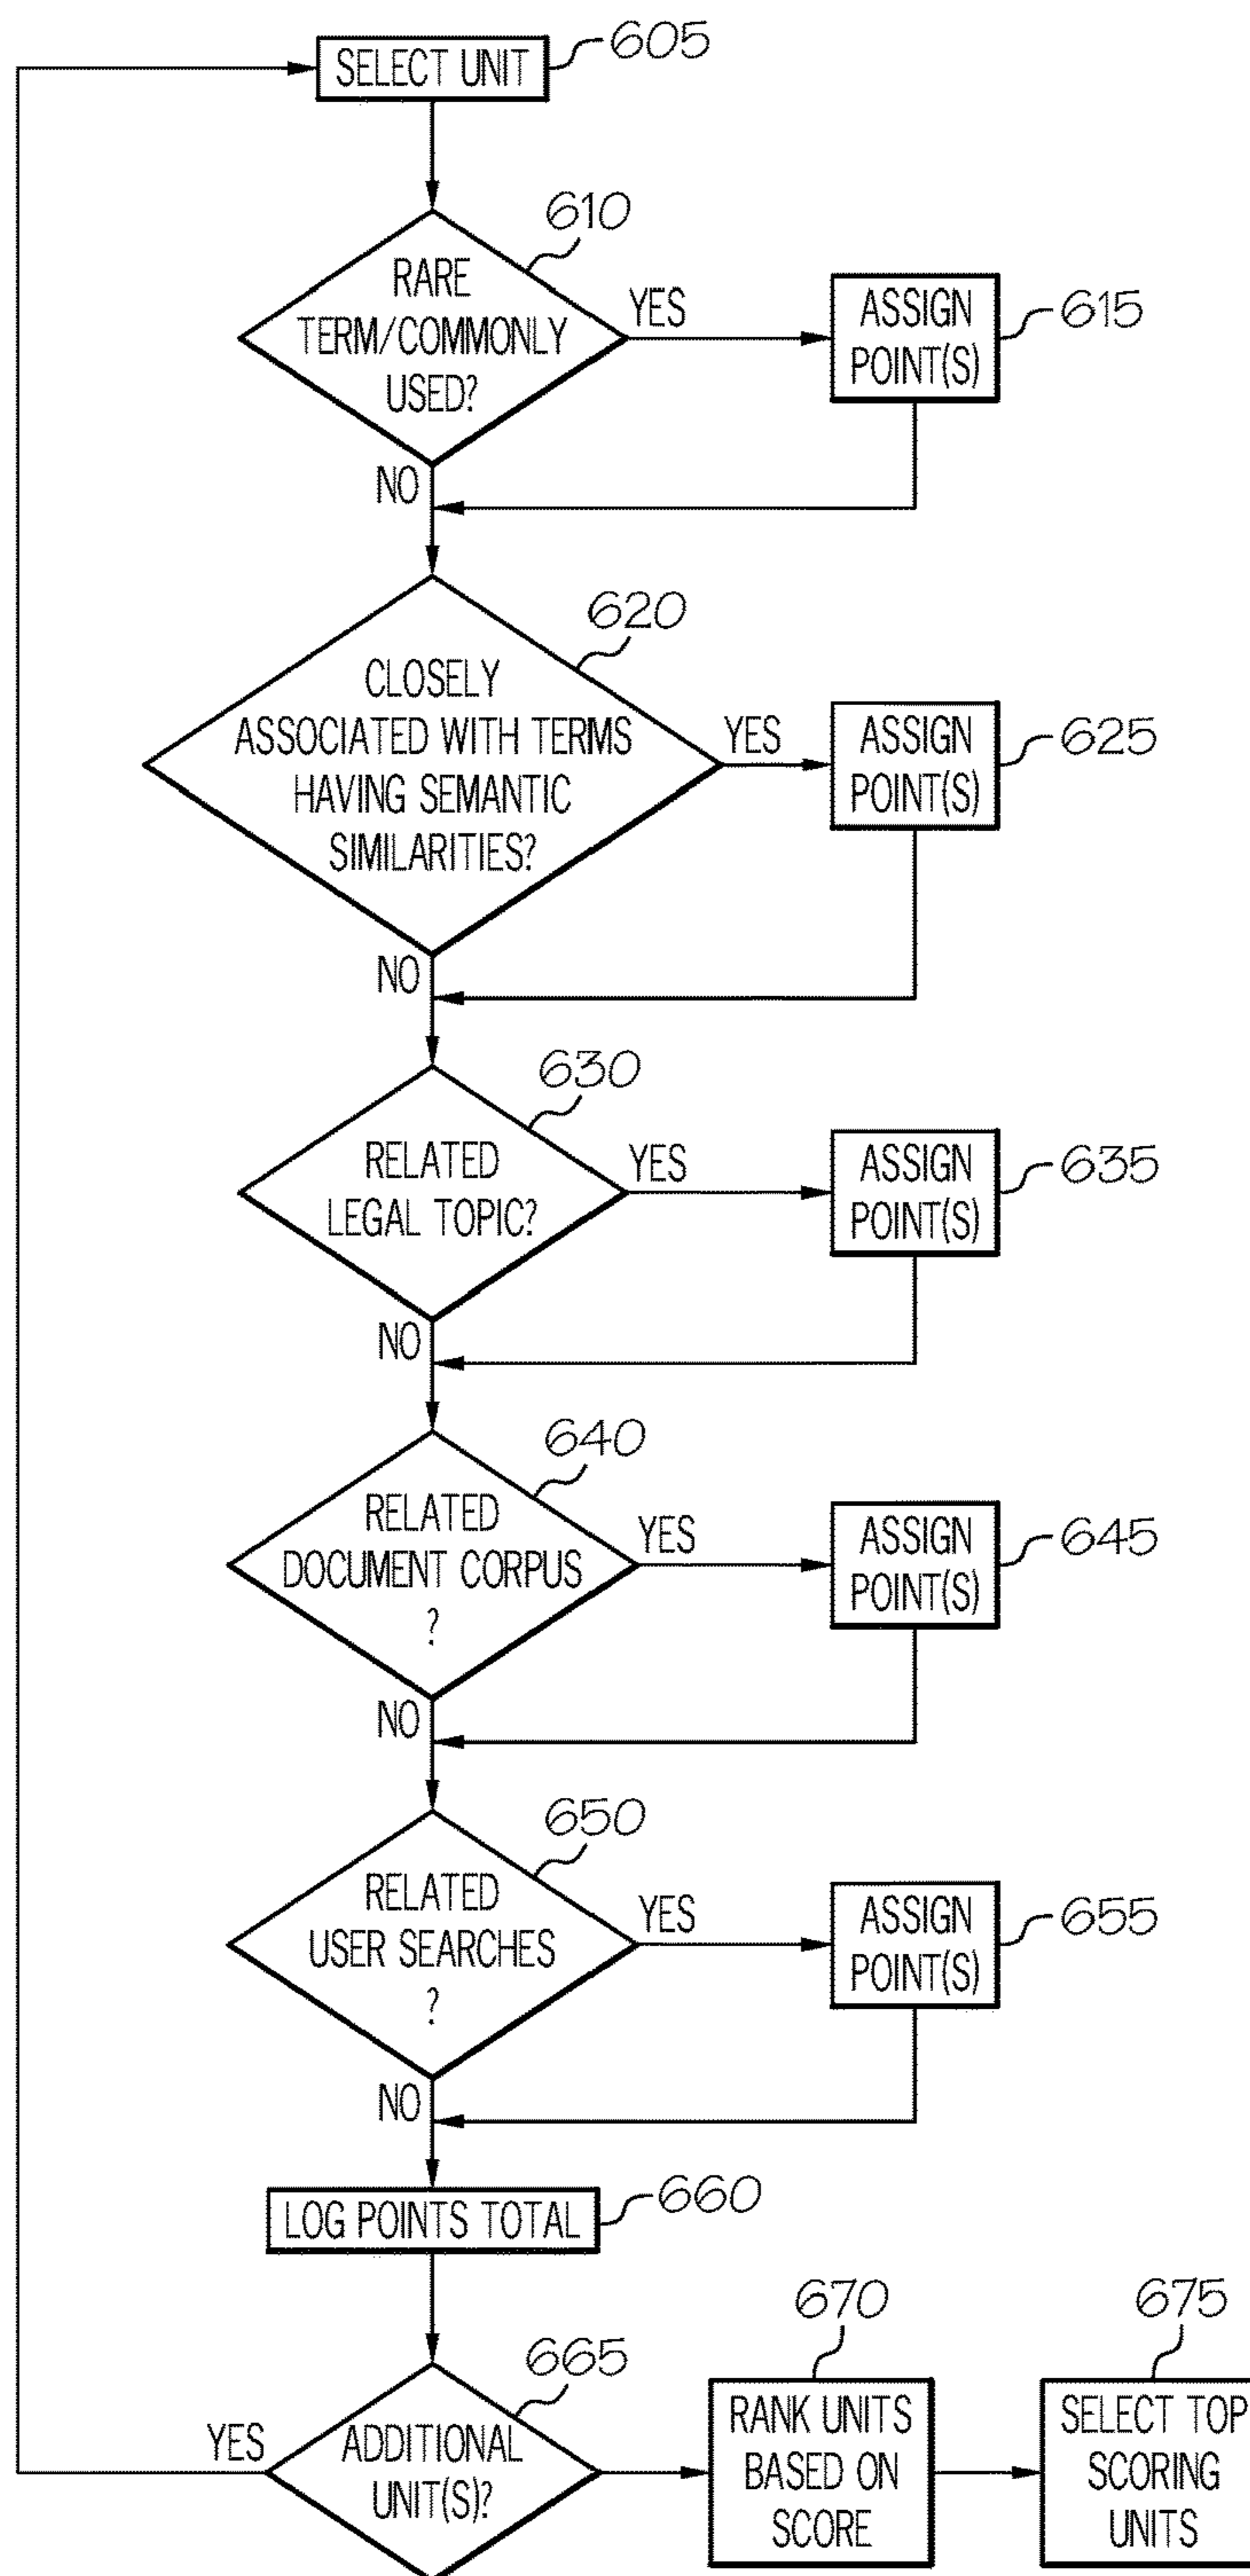 SELECT UNIT
605
610
RARE
TERM/COMMONLY
USED?
YES
ASSIGN
POINT(S)
615
NO
620
CLOSELY
ASSOCIATED WITH TERMS
HAVING SEMANTIC
SIMILARITIES?
YES
ASSIGN
POINT(S)
625
NO
630
RELATED
LEGAL TOPIC?
YES
ASSIGN
POINT(S)
635
NO
640
RELATED
DOCUMENT CORPUS
?
YES
ASSIGN
POINT(S)
645
NO
650
RELATED
USER SEARCHES
?
YES
ASSIGN
POINT(S)
655
NO
LOG POINTS TOTAL
660
665
ADDITIONAL
UNIT(S)?
YES
670
RANK UNITS
BASED ON
SCORE
675
SELECT TOP
SCORING
UNITS